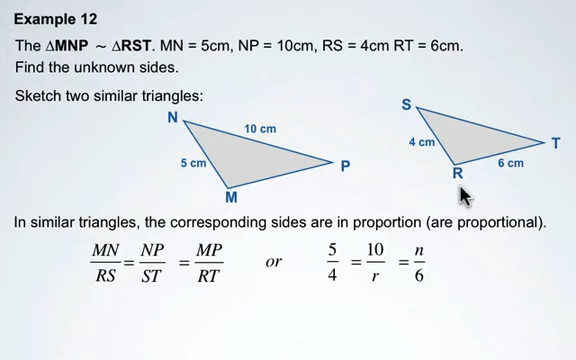 Example 12
The ΔMNP ~ ΔRST. MN = 5cm, NP = 10cm, RS = 4cm RT = 6cm.
Find the unknown sides.
Sketch two similar triangles:
N
10 cm
5 cm
P
M
S
4 cm
T
6 cm
R
In similar triangles, the corresponding sides are in proportion (are proportional).
MN/RS = NP/ST = MP/RT or 5/4 = 10/r = n/6